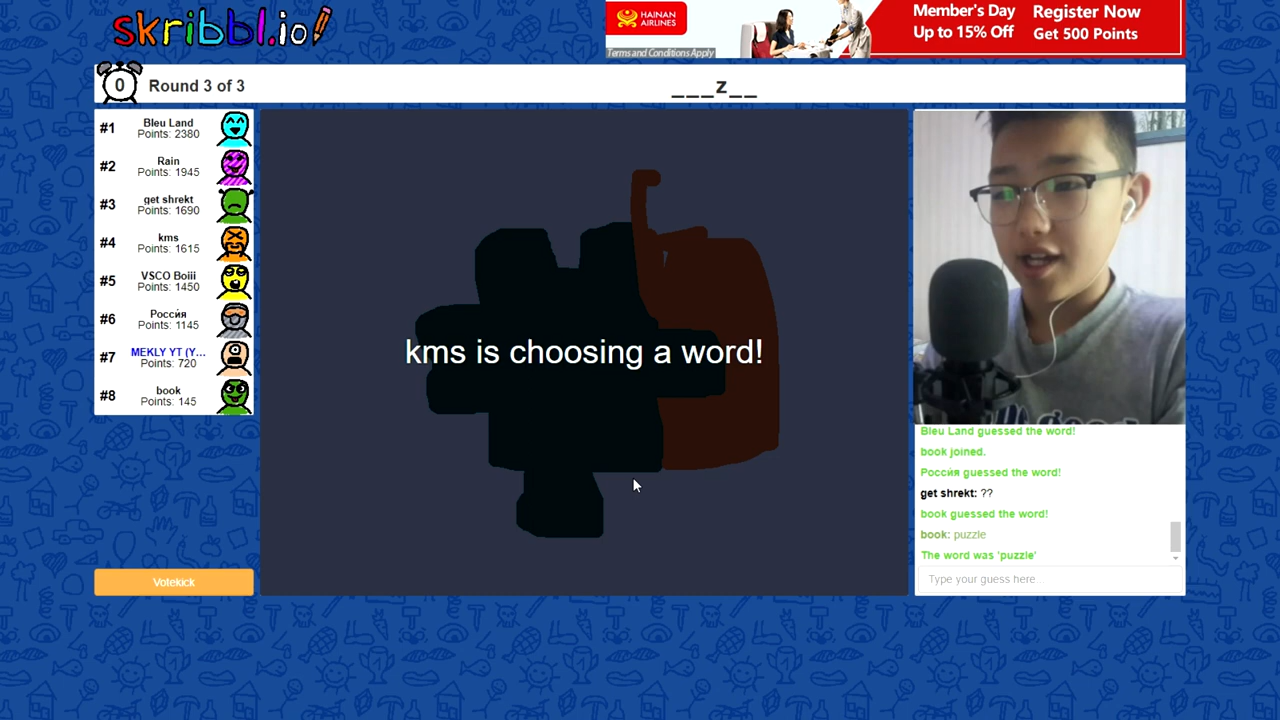 skribbl.io
HAINAN
AIRLINES
Terms and Conditions Apply
Member's Day
Up to 15% Off
Register Now
Get 500 Points
0
Round 3 of 3
___z__
#1
Bleu Land
Points: 2380
#2
Rain
Points: 1945
#3
get shrekt
Points: 1690
#4
kms
Points: 1615
#5
VSCO Boiii
Points: 1450
#6
Россия
Points: 1145
#7
MEKLY YT (Y...
Points: 720
#8
book
Points: 145
Votekick
kms is choosing a word!
Bleu Land guessed the word!
book joined.
Россия guessed the word!
get shrekt: ??
book guessed the word!
book: puzzle
The word was 'puzzle'
Type your guess here...